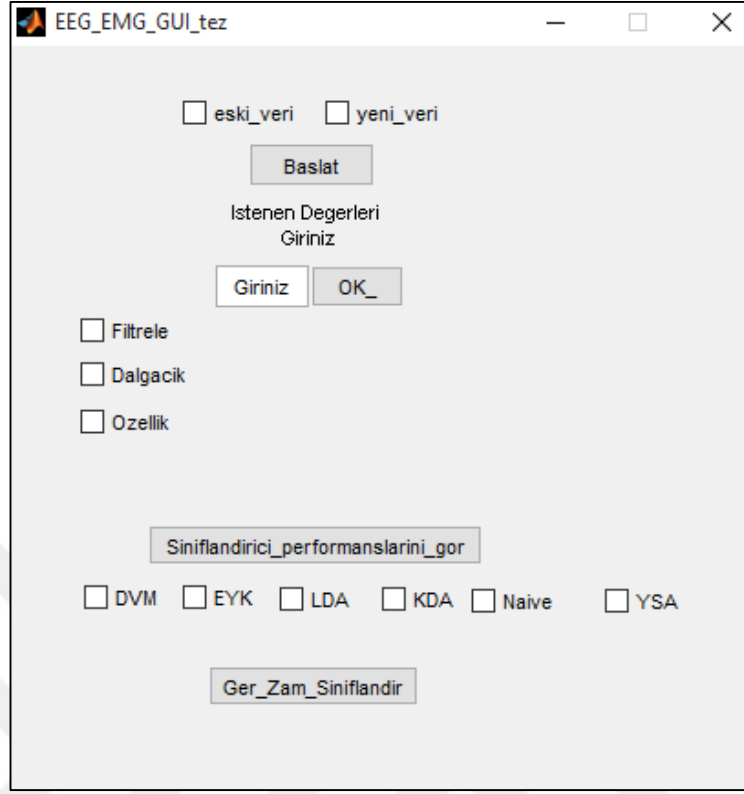 EEG_EMG_GUI_tez
eski_veri yeni_veri
Baslat
Istenen Degerleri
Giriniz
Giriniz OK_
Filtrele
Dalgacik
Ozellik
Siniflandirici_performanslarini_gor
DVM EYK LDA KDA Naive YSA
Ger_Zam_Siniflandir